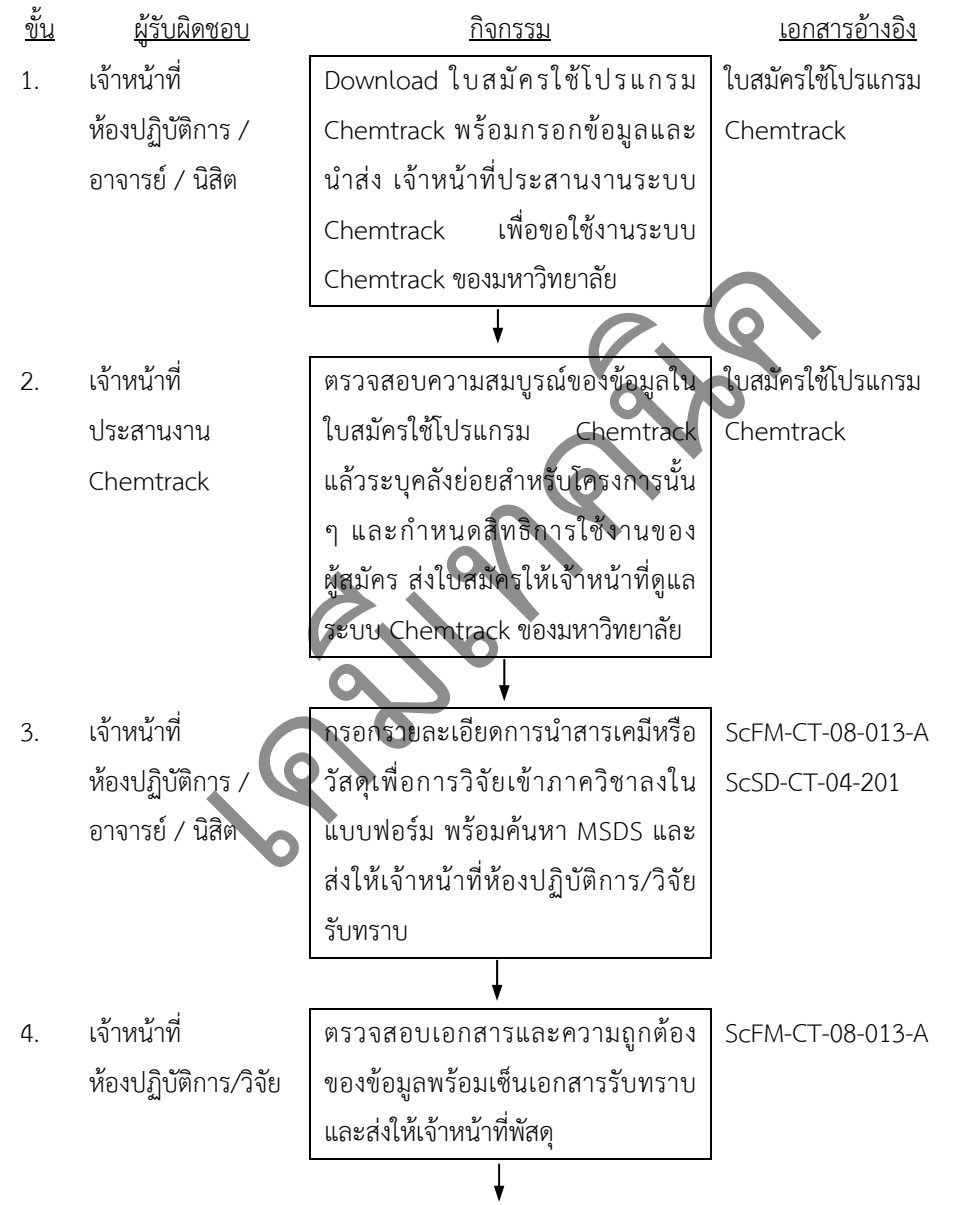 ขั้น ผู้รับผิดชอบ กิจกรรม เอกสารอ้างอิง
1. เจ้าหน้าที่ Download ใบสมัครใช้โปรแกรม ใบสมัครใช้โปรแกรม
ห้องปฏิบัติการ / Chemtrack พร้อมกรอกข้อมูลและ Chemtrack
อาจารย์ / นิสิต นำส่ง เจ้าหน้าที่ประสานงานระบบ
Chemtrack เพื่อขอใช้งานระบบ
Chemtrack ของมหาวิทยาลัย
2. เจ้าหน้าที่ ตรวจสอบความสมบูรณ์ของข้อมูลใน ใบสมัครใช้โปรแกรม
ประสานงาน ใบสมัครใช้โปรแกรม Chemtrack Chemtrack
Chemtrack แล้วระบุคลังย่อยสำหรับโครงการนั้น
ๆ และกำหนดสิทธิการใช้งานของ
ผู้สมัคร ส่งใบสมัครให้เจ้าหน้าที่ดูแล
ระบบ Chemtrack ของมหาวิทยาลัย
3. เจ้าหน้าที่ กรอกรายละเอียดการนำสารเคมีหรือ ScFM-CT-08-013-A
ห้องปฏิบัติการ / วัสดุเพื่อการวิจัยเข้าภาควิชาลงใน ScSD-CT-04-201
อาจารย์ / นิสิต แบบฟอร์ม พร้อมค้นหา MSDS และ
ส่งให้เจ้าหน้าที่ห้องปฏิบัติการ/วิจัย
รับทราบ
4. เจ้าหน้าที่ ตรวจสอบเอกสารและความถูกต้อง ScFM-CT-08-013-A
ห้องปฏิบัติการ/วิจัย ของข้อมูลพร้อมเซ็นเอกสารรับทราบ
และส่งให้เจ้าหน้าที่พัสดุ
เคมีเทคนิค